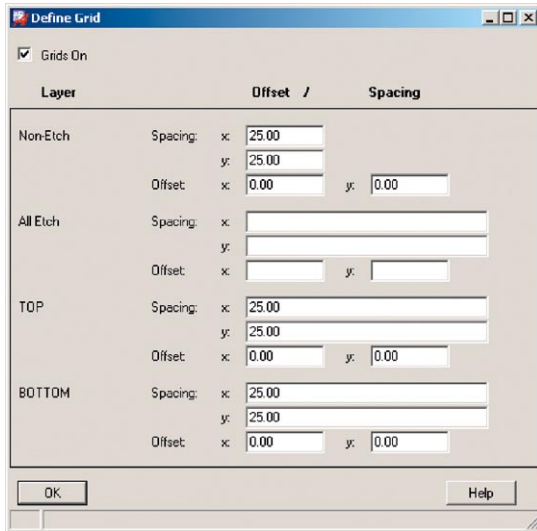 Define Grid
Grids On
Layer Offset / Spacing
Non-Etch Spacing: x: 25.00
y: 25.00
Offset: x: 0.00 y: 0.00
All Etch Spacing: x:
y:
Offset: x: y:
TOP Spacing: x: 25.00
y: 25.00
Offset: x: 0.00 y: 0.00
BOTTOM Spacing: x: 25.00
y: 25.00
Offset: x: 0.00 y: 0.00
OK Help